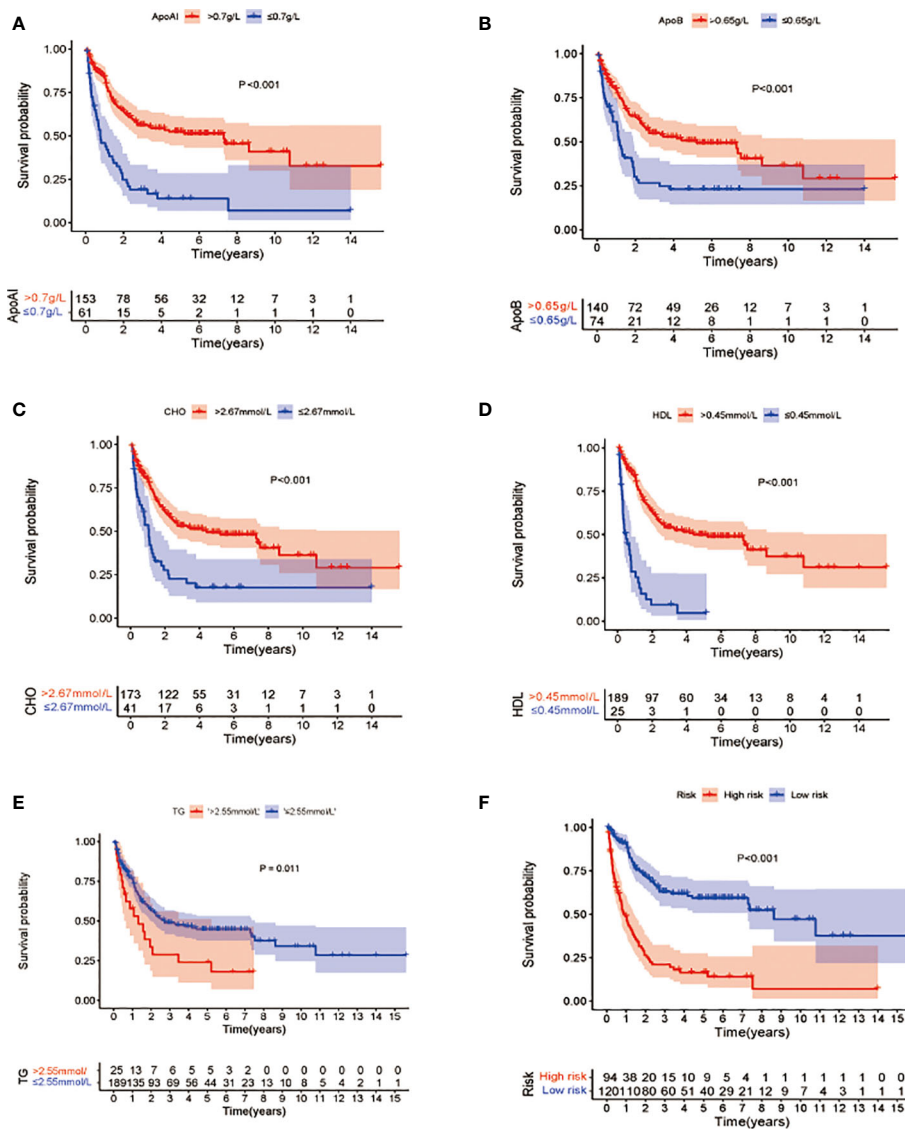 A
ApoAI >0.7g/L ≤0.7g/L
1.00
0.75
0.50
0.25
0.00
Survival probability
P<0.001
0 2 4 6 8 10 12 14
Time(years)
ApoAI
>0.7g/L 153 78 56 32 12 7 3 1
≤0.7g/L 61 15 5 2 1 1 1 0
0 2 4 6 8 10 12 14
Time(years)
B
ApoB >0.65g/L ≤0.65g/L
1.00
0.75
0.50
0.25
0.00
Survival probability
P<0.001
0 2 4 6 8 10 12 14
Time(years)
ApoB
>0.65g/L 140 72 49 26 12 7 3 1
≤0.65g/L 74 21 12 8 1 1 1 0
0 2 4 6 8 10 12 14
Time(years)
C
CHO >2.67mmol/L ≤2.67mmol/L
1.00
0.75
0.50
0.25
0.00
Survival probability
P<0.001
0 2 4 6 8 10 12 14
Time(years)
CHO
>2.67mmol/L 173 122 55 31 12 7 3 1
≤2.67mmol/L 41 17 6 3 1 1 1 0
0 2 4 6 8 10 12 14
Time(years)
D
HDL >0.45mmol/L ≤0.45mmol/L
1.00
0.75
0.50
0.25
0.00
Survival probability
P<0.001
0 2 4 6 8 10 12 14
Time(years)
HDL
>0.45mmol/L 189 97 60 34 13 8 4 1
≤0.45mmol/L 25 3 1 0 0 0 0 0
0 2 4 6 8 10 12 14
Time(years)
E
TG '>2.55mmol/L' '≤2.55mmol/L'
1.00
0.75
0.50
0.25
0.00
Survival probability
P = 0.011
0 1 2 3 4 5 6 7 8 9 10 11 12 13 14 15
Time(years)
TG
>2.55mmol/ 25 13 7 6 5 5 3 2 0 0 0 0 0 0 0 0
≤2.55mmol/L 189 135 93 69 56 44 31 23 13 10 8 5 4 2 1 1
0 1 2 3 4 5 6 7 8 9 10 11 12 13 14 15
Time(years)
F
Risk High risk Low risk
1.00
0.75
0.50
0.25
0.00
Survival probability
P<0.001
0 1 2 3 4 5 6 7 8 9 10 11 12 13 14 15
Time(years)
Risk
High risk 94 38 20 15 10 9 5 4 1 1 1 1 1 1 0 0
Low risk 120 110 80 60 51 40 29 21 12 9 7 4 3 1 1 1
0 1 2 3 4 5 6 7 8 9 10 11 12 13 14 15
Time(years)